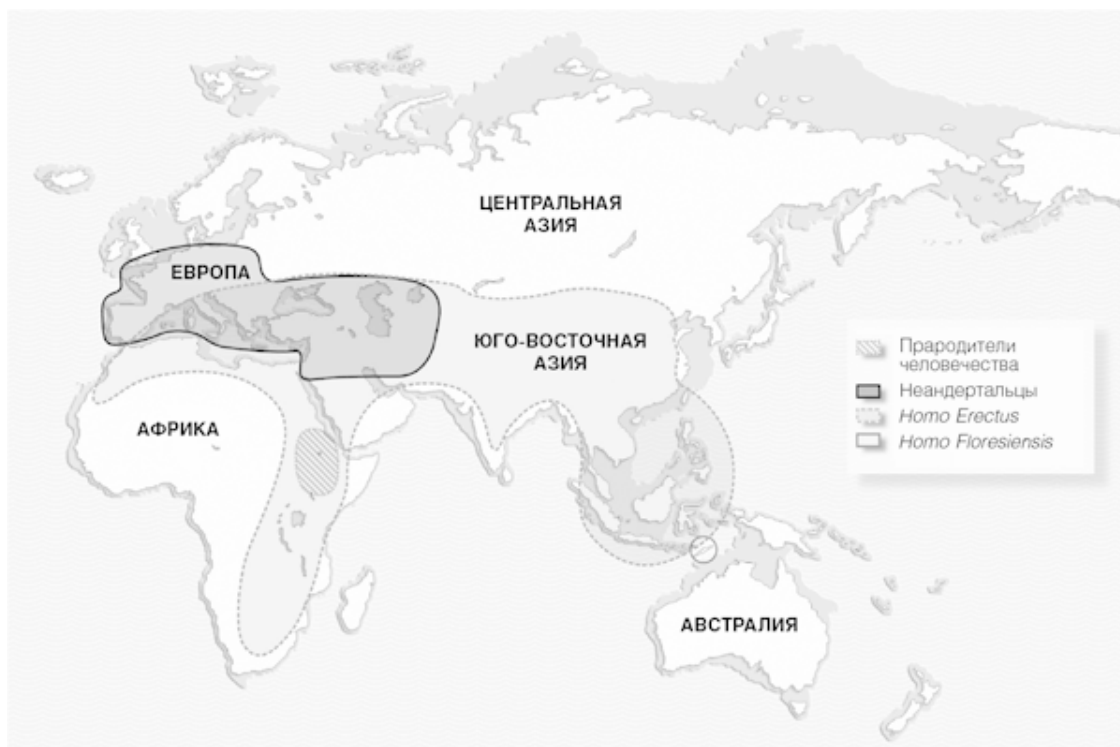 ЦЕНТРАЛЬНАЯ
АЗИЯ
ЕВРОПА
ЮГО-ВОСТОЧНАЯ
АЗИЯ
АФРИКА
АВСТРАЛИЯ
Прародители
человечества
Неандертальцы
Homo Erectus
Homo Floresiensis